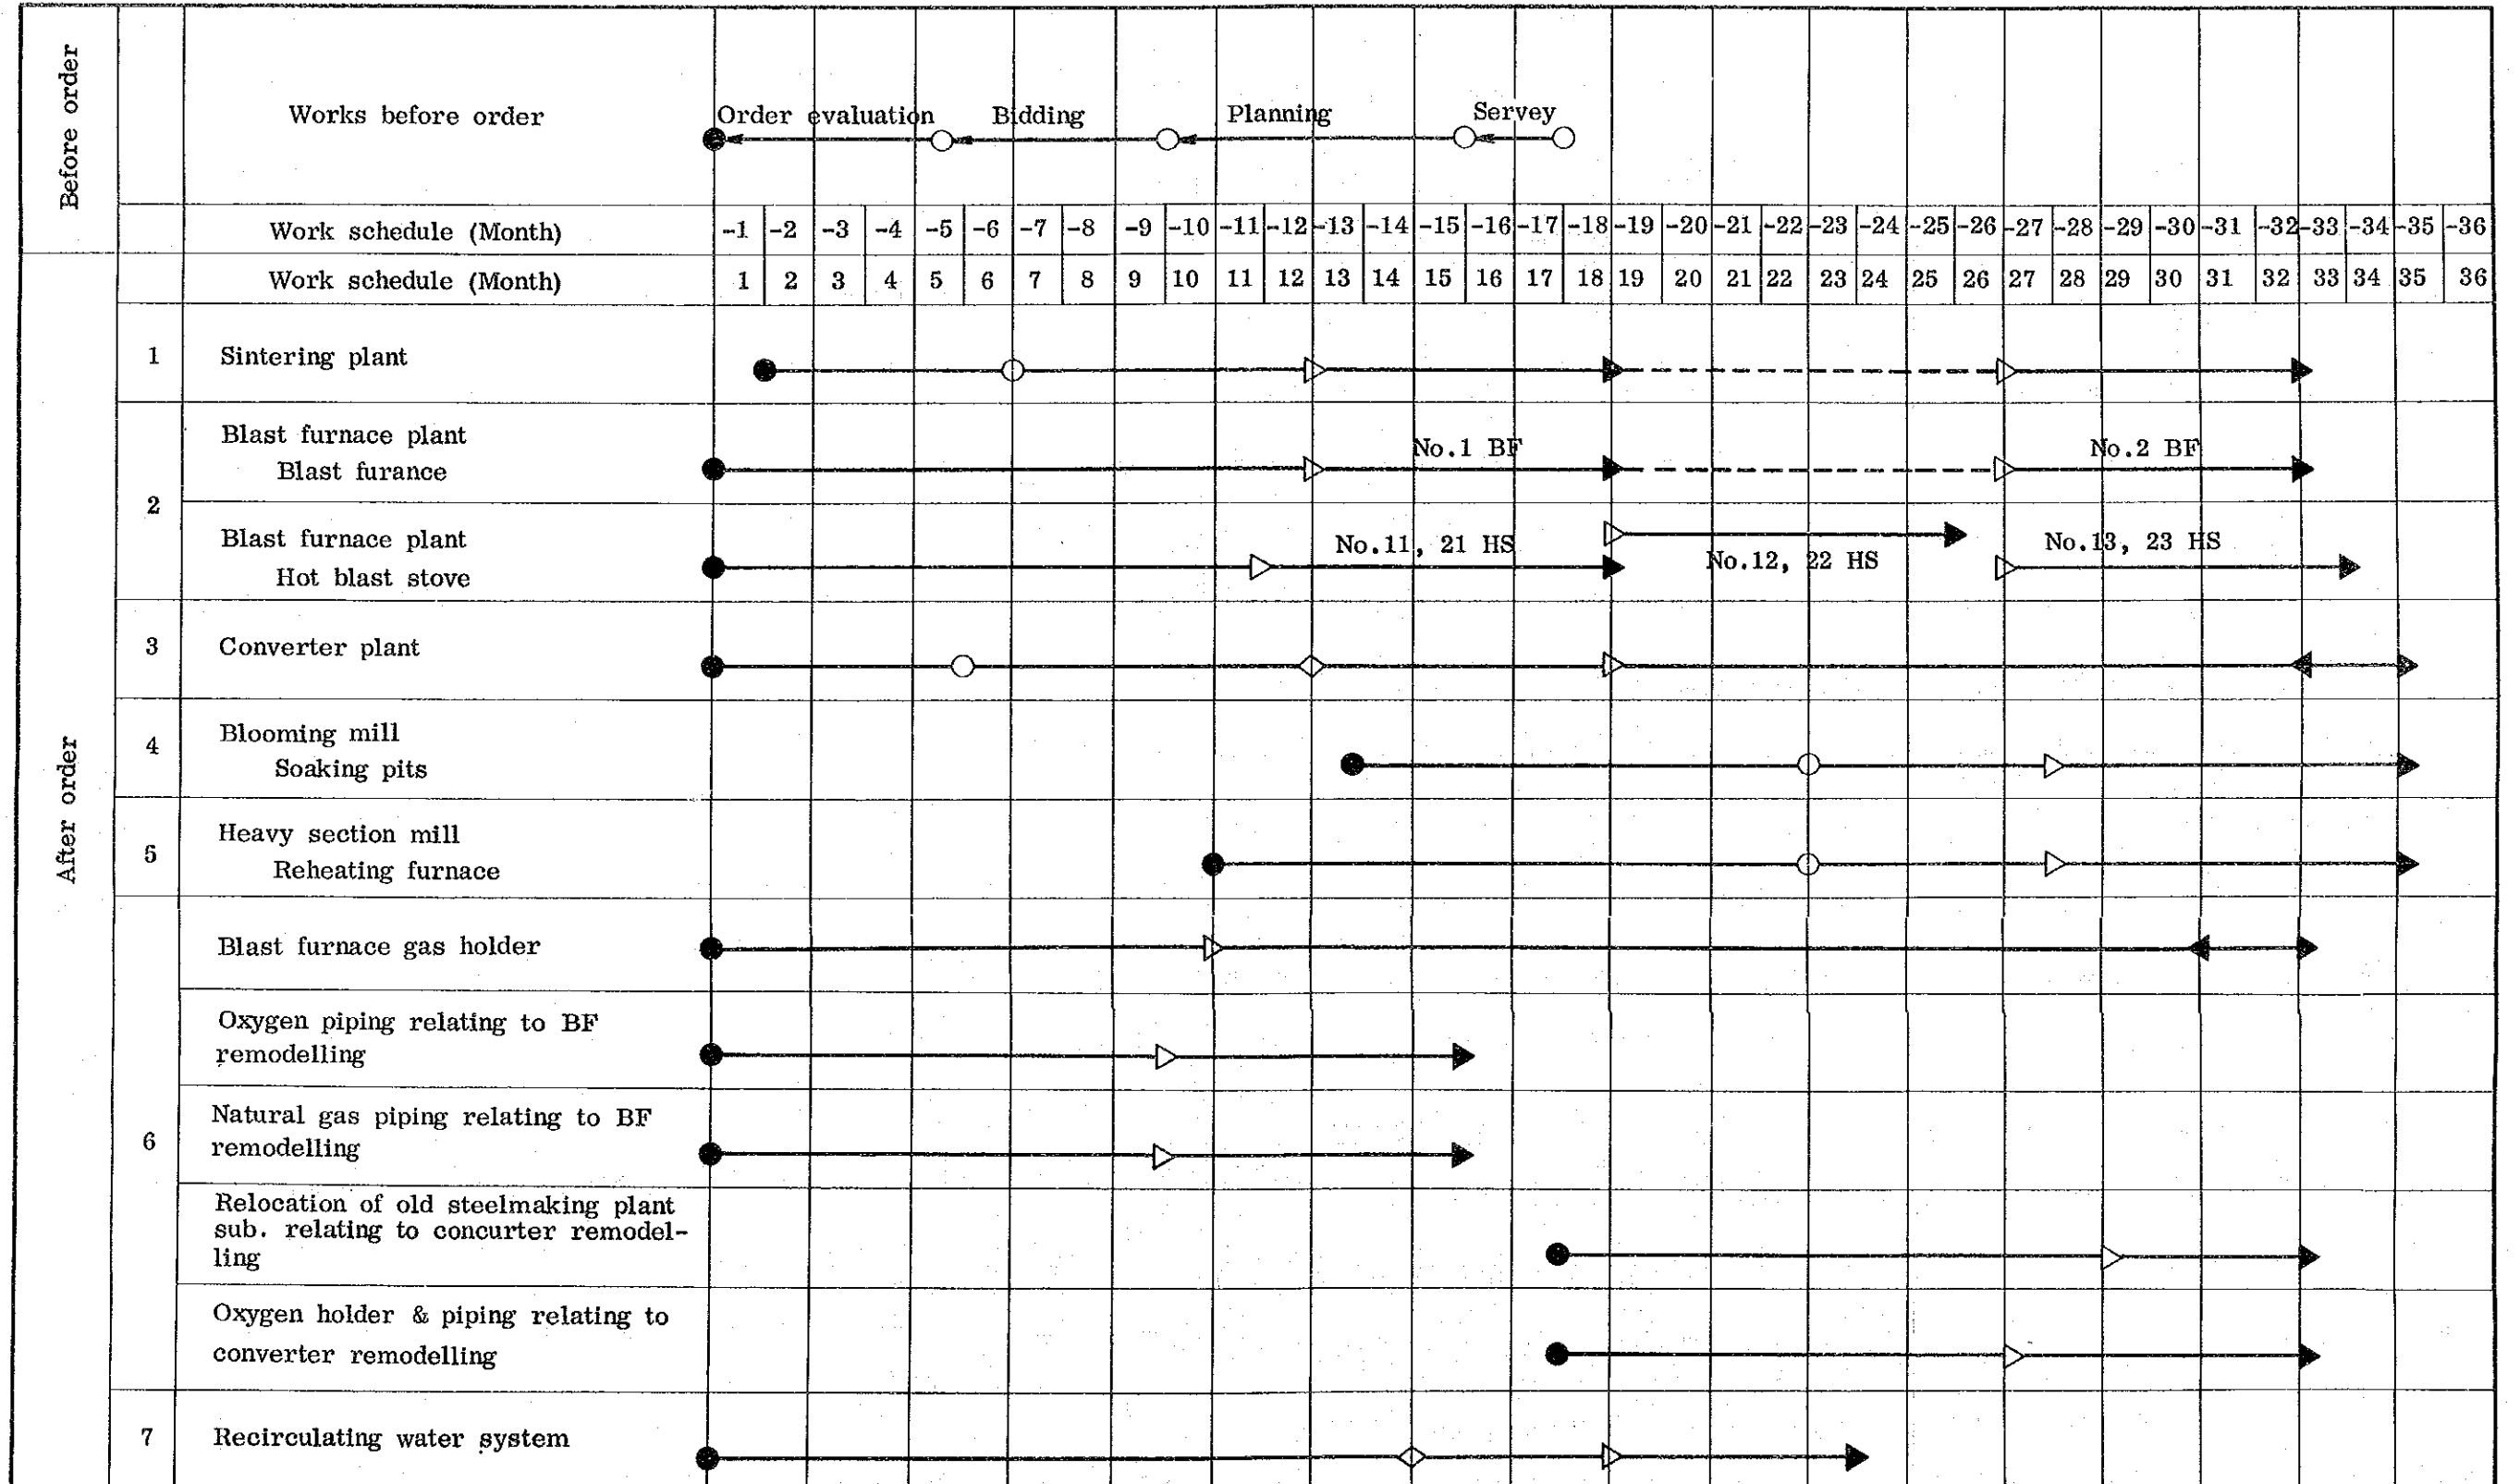 Before order
Works before order
Order evaluation Bidding Planning Servey
Work schedule (Month) -1 -2 -3 -4 -5 -6 -7 -8 -9 -10 -11 -12 -13 -14 -15 -16 -17 -18 -19 -20 -21 -22 -23 -24 -25 -26 -27 -28 -29 -30 -31 -32 -33 -34 -35 -36
After order
Work schedule (Month) 1 2 3 4 5 6 7 8 9 10 11 12 13 14 15 16 17 18 19 20 21 22 23 24 25 26 27 28 29 30 31 32 33 34 35 36
1 Sintering plant
2
Blast furnace plant
Blast furance
No.1 BF No.2 BF
Blast furnace plant
Hot blast stove
No.11, 21 HS No.12, 22 HS No.13, 23 HS
3 Converter plant
4 Blooming mill
Soaking pits
5 Heavy section mill
Reheating furnace
6
Blast furnace gas holder
Oxygen piping relating to BF
remodelling
Natural gas piping relating to BF
remodelling
Relocation of old steelmaking plant
sub. relating to concurter remodel-
ling
Oxygen holder & piping relating to
converter remodelling
7 Recirculating water system